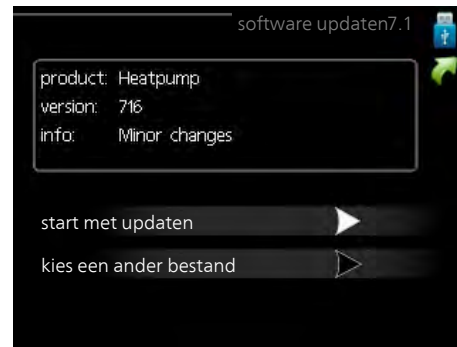 software updaten7.1
product: Heatpump
version: 716
info: Minor changes
start met updaten
kies een ander bestand